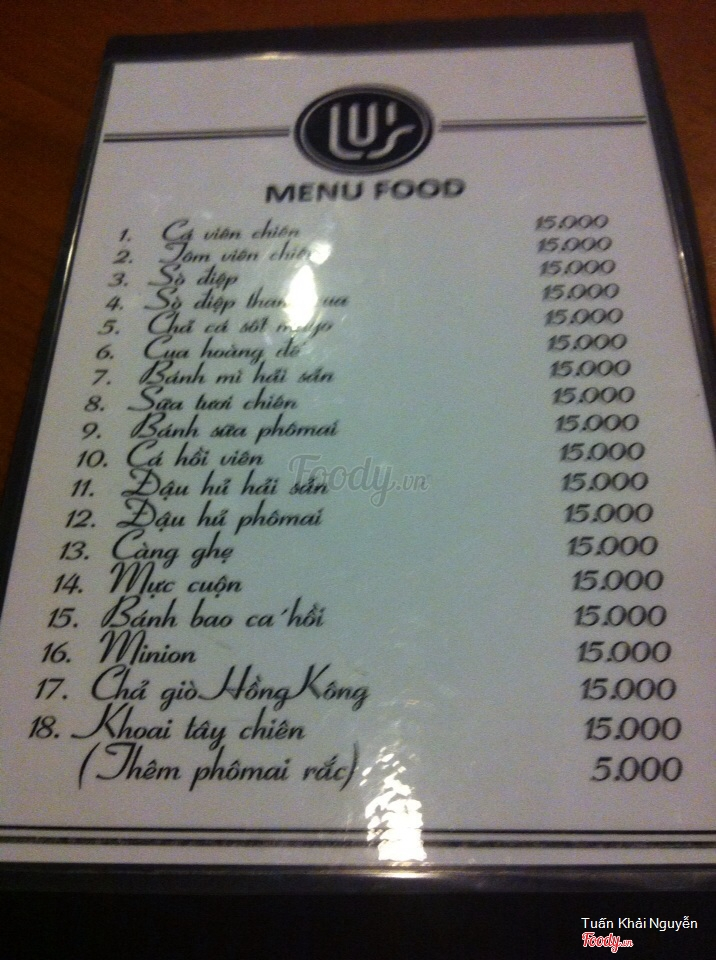 LU's
MENU FOOD
1. Cá viên chiên 15.000
2. Tôm viên chiên 15.000
3. Sò điệp 15.000
4. Sò điệp thanh cua 15.000
5. Chả cá sốt mayo 15.000
6. Cua hoàng đế 15.000
7. Bánh mì hải sản 15.000
8. Sữa tươi chiên 15.000
9. Bánh sữa phômai 15.000
10. Cá hồi viên 15.000
11. Đậu hủ hải sản 15.000
12. Đậu hủ phômai 15.000
13. Càng ghẹ 15.000
14. Mực cuộn 15.000
15. Bánh bao ca´hồi 15.000
16. Minion 15.000
17. Chả giò Hồng Kông 15.000
18. Khoai tây chiên 15.000
(Thêm phômai rắc) 5.000
Foody.vn
Tuấn Khải Nguyễn
Foody.vn